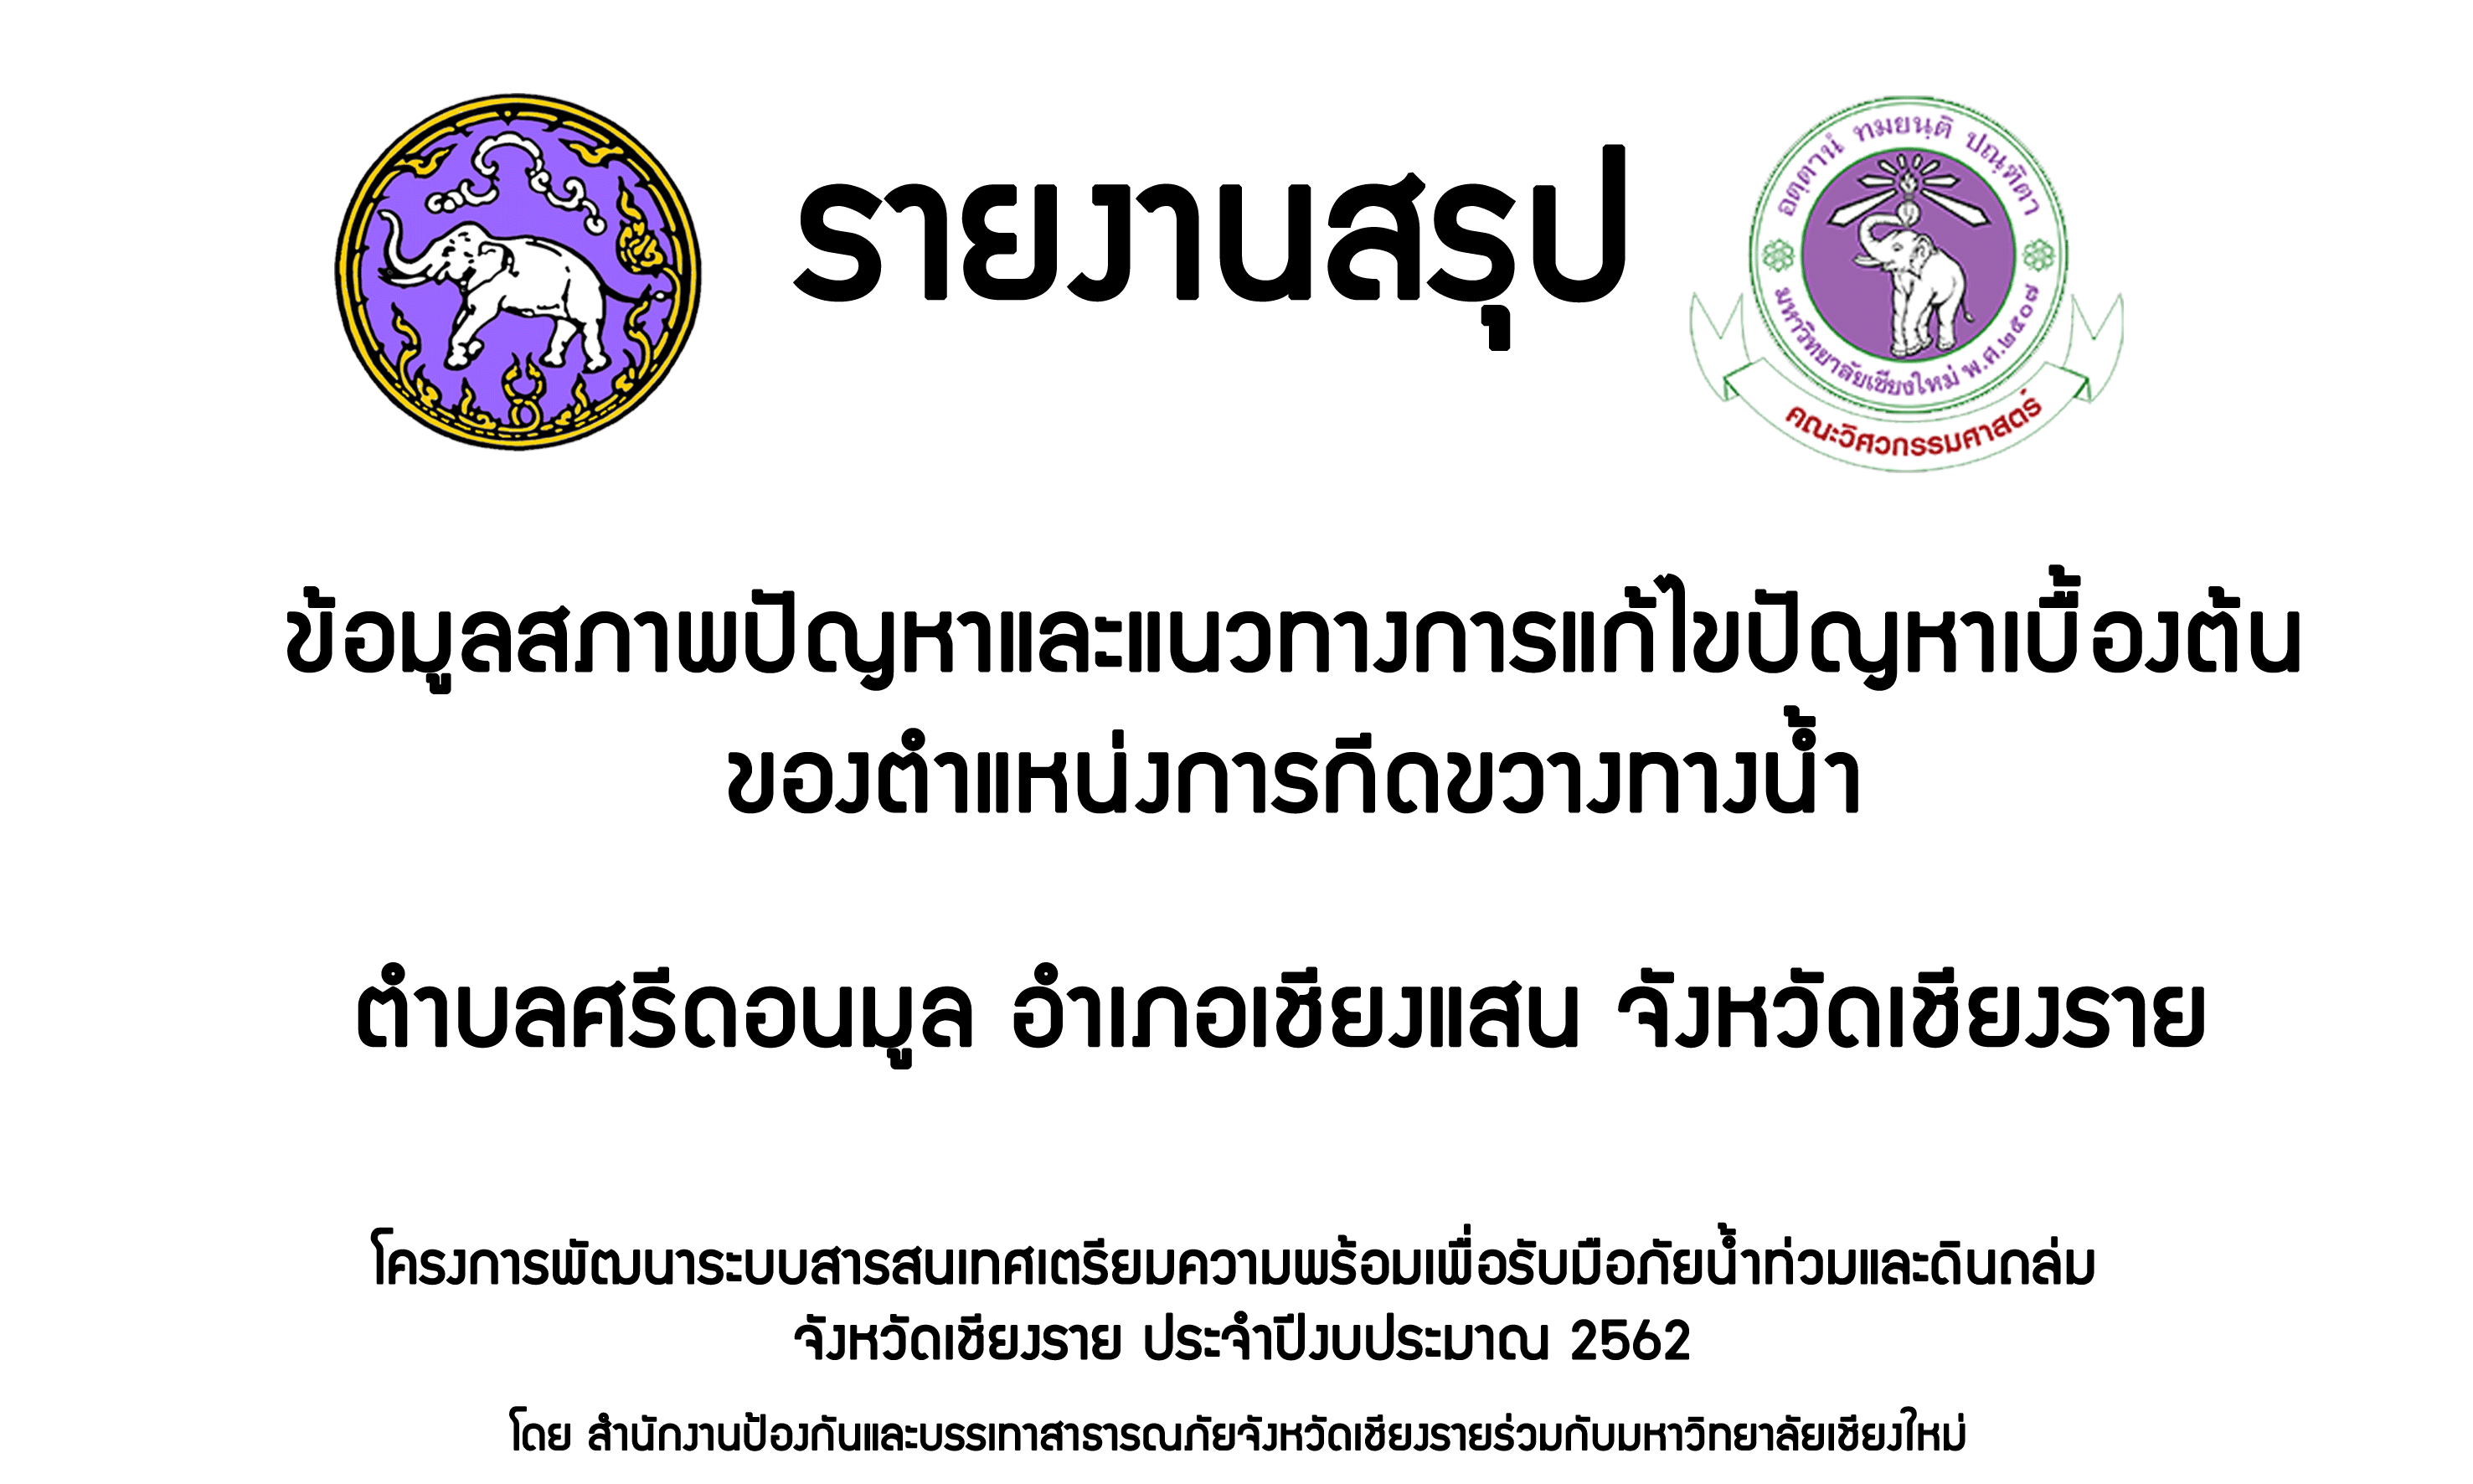 รายงานสรุป
อตฺตานํ ทมยนฺติ ปณฺฑิตา
มหาวิทยาลัยเชียงใหม่ พ.ศ.๒๕๐๗
คณะวิศวกรรมศาสตร์
ข้อมูลสภาพปัญหาและแนวทางการแก้ไขปัญหาเบื้องต้น
ของตำแหน่งการกีดขวางทางน้ำ
ตำบลศรีดอนมูล อำเภอเชียงแสน จังหวัดเชียงราย
โครงการพัฒนาระบบสารสนเทศเตรียมความพร้อมเพื่อรับมือภัยน้ำท่วมและดินถล่ม
จังหวัดเชียงราย ประจำปีงบประมาณ 2562
โดย สำนักงานป้องกันและบรรเทาสาธารณภัยจังหวัดเชียงรายร่วมกับมหาวิทยาลัยเชียงใหม่